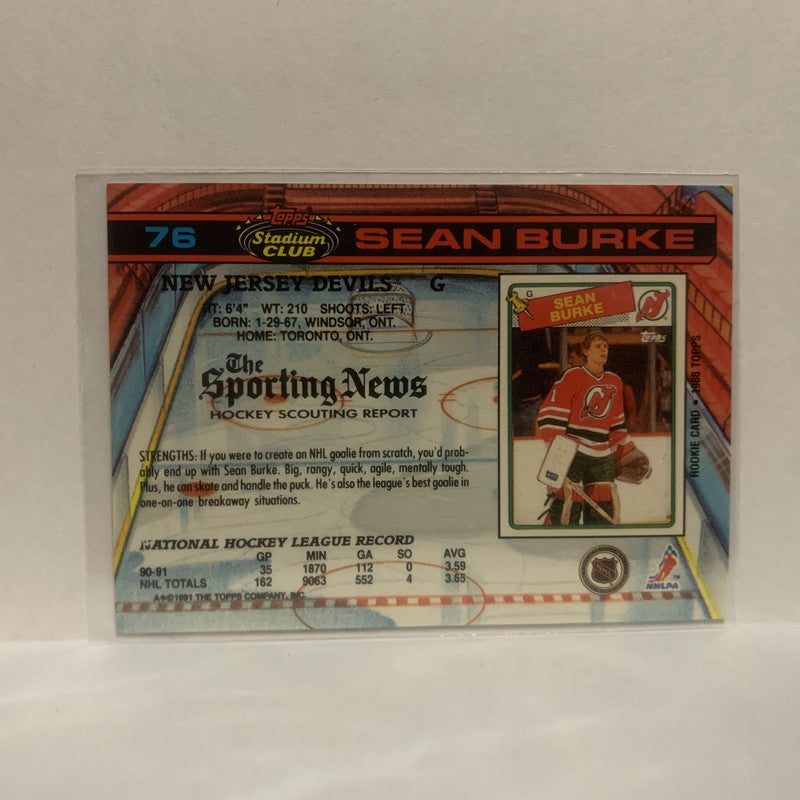 76
Topps
Stadium
CLUB
SEAN BURKE
NEW JERSEY DEVILS™ G
HT: 6'4" WT: 210 SHOOTS: LEFT
BORN: 1-29-67, WINDSOR, ONT.
HOME: TORONTO, ONT.
The
Sporting News
HOCKEY SCOUTING REPORT
STRENGTHS: If you were to create an NHL goalie from scratch, you'd prob-
ably end up with Sean Burke. Big, rangy, quick, agile, mentally tough.
Plus, he can skate and handle the puck. He's also the league's best goalie in
one-on-one breakaway situations.
NATIONAL HOCKEY LEAGUE RECORD
GP MIN GA SO AVG
90-91 35 1870 112 0 3.59
NHL TOTALS 162 9063 552 4 3.65
A*©1991 THE TOPPS COMPANY, INC.
G
SEAN
BURKE
Topps
1
ROOKIE CARD • 1988 TOPPS
NHL
NHLPA™